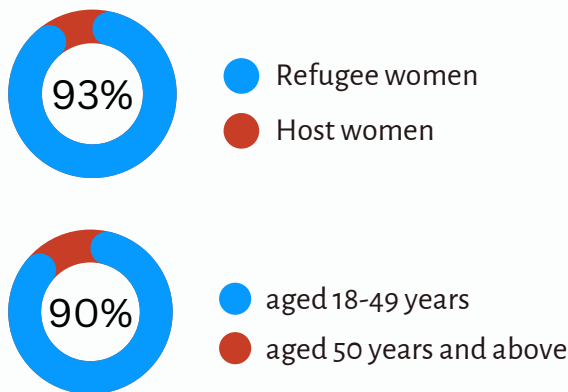 93%
Refugee women
Host women
90%
aged 18-49 years
aged 50 years and above